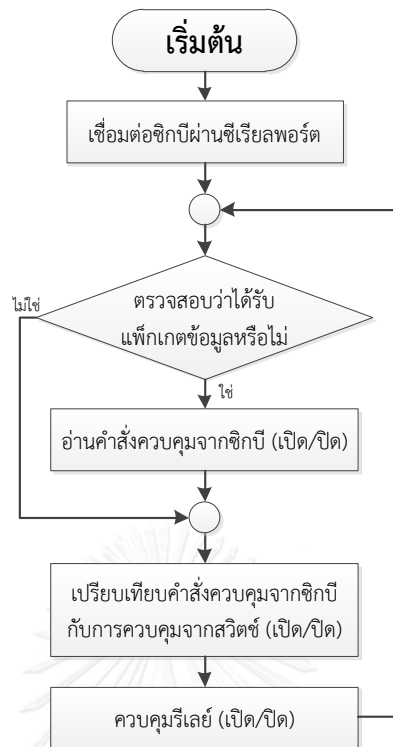 เริ่มต้น
เชื่อมต่อซิกบีผ่านซีเรียลพอร์ต
ตรวจสอบว่าได้รับ
แพ็กเกตข้อมูลหรือไม่
ไม่ใช่
ใช่
อ่านคำสั่งควบคุมจากซิกบี (เปิด/ปิด)
เปรียบเทียบคำสั่งควบคุมจากซิกบี
กับการควบคุมจากสวิตช์ (เปิด/ปิด)
ควบคุมรีเลย์ (เปิด/ปิด)